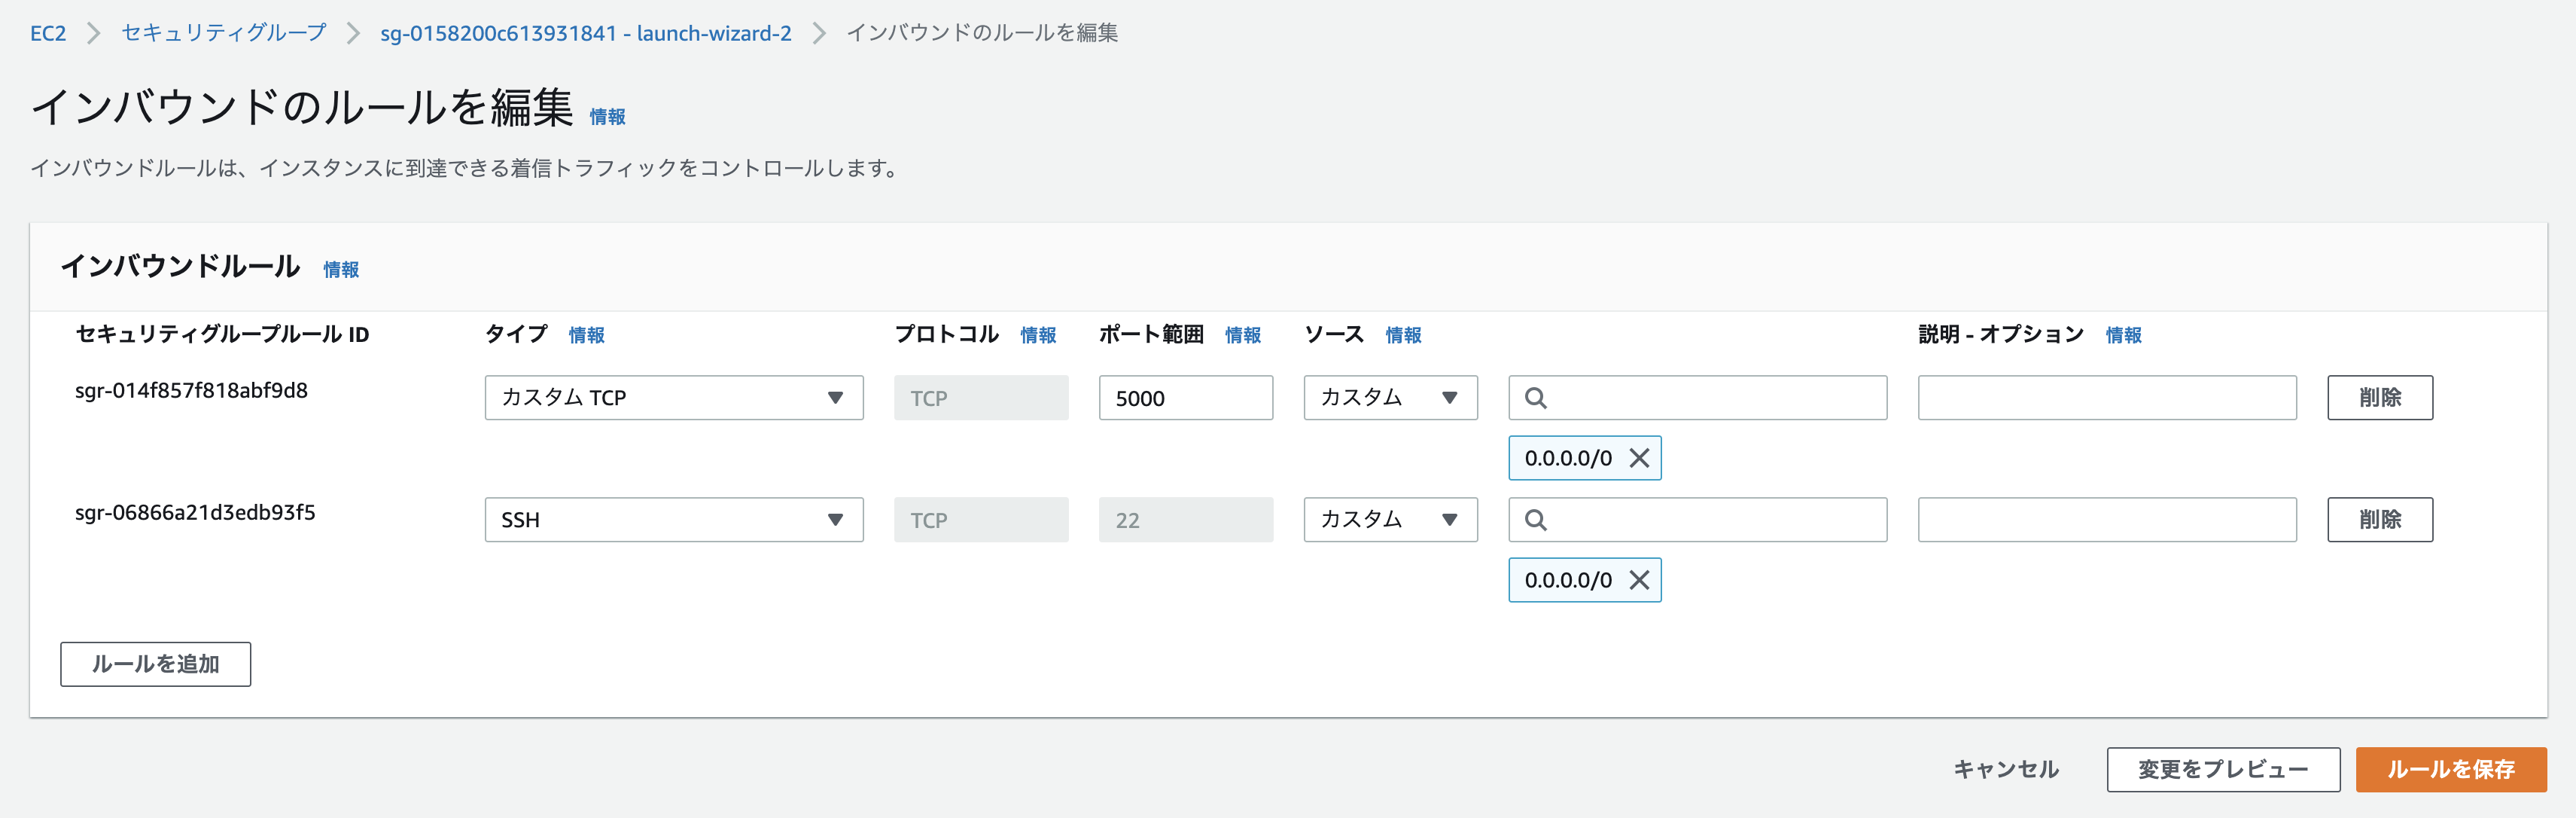 EC2 > セキュリティグループ > sg-0158200c613931841 - launch-wizard-2 > インバウンドのルールを編集
インバウンドのルールを編集 情報
インバウンドルールは、インスタンスに到達できる着信トラフィックをコントロールします。
インバウンドルール 情報
セキュリティグループルール ID タイプ 情報 プロトコル 情報 ポート範囲 情報 ソース 情報 説明 - オプション 情報
sgr-014f857f818abf9d8 カスタム TCP TCP 5000 カスタム 削除
0.0.0.0/0
sgr-06866a21d3edb93f5 SSH TCP 22 カスタム 削除
0.0.0.0/0
ルールを追加
キャンセル 変更をプレビュー ルールを保存